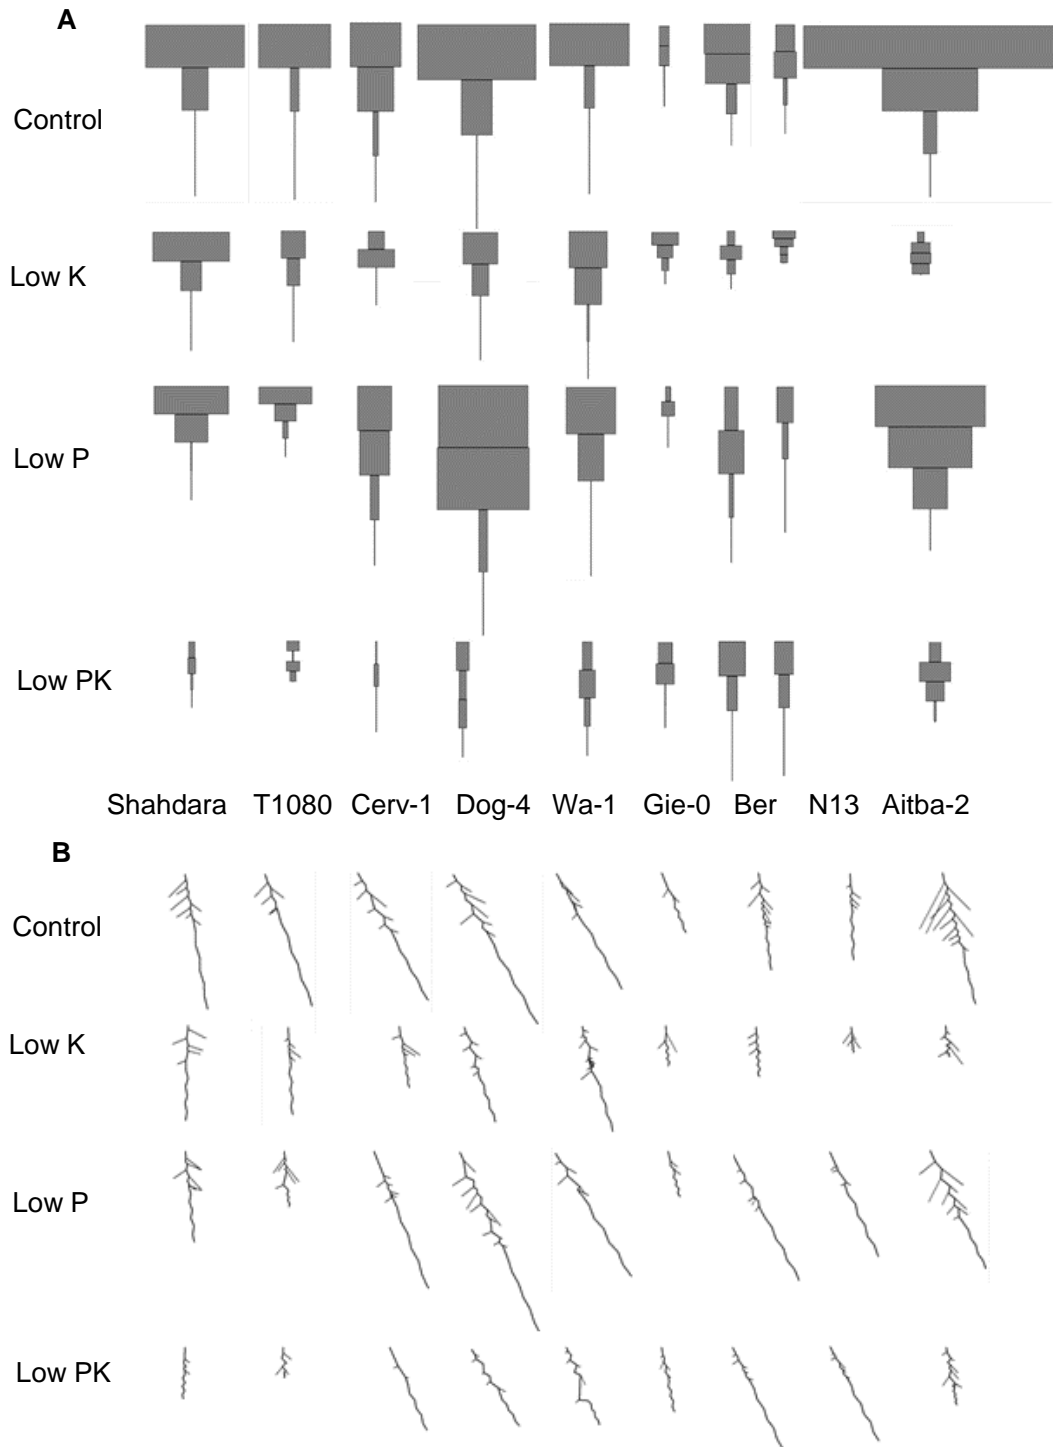 A
Control
Low K
Low P
Low PK
Shahdara T1080 Cerv-1 Dog-4 Wa-1 Gie-0 Ber N13 Aitba-2
B
Control
Low K
Low P
Low PK